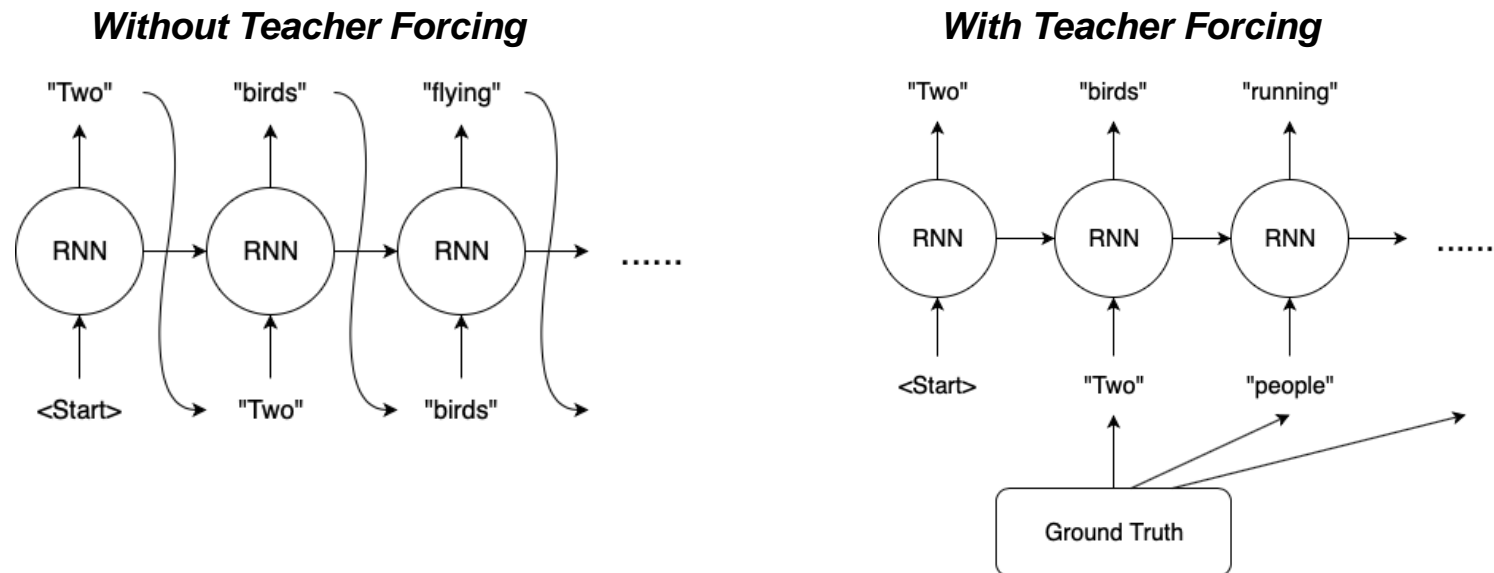 Without Teacher Forcing
"Two" "birds" "flying"
RNN RNN RNN ......
<Start> "Two" "birds"
With Teacher Forcing
"Two" "birds" "running"
RNN RNN RNN ......
<Start> "Two" "people"
Ground Truth